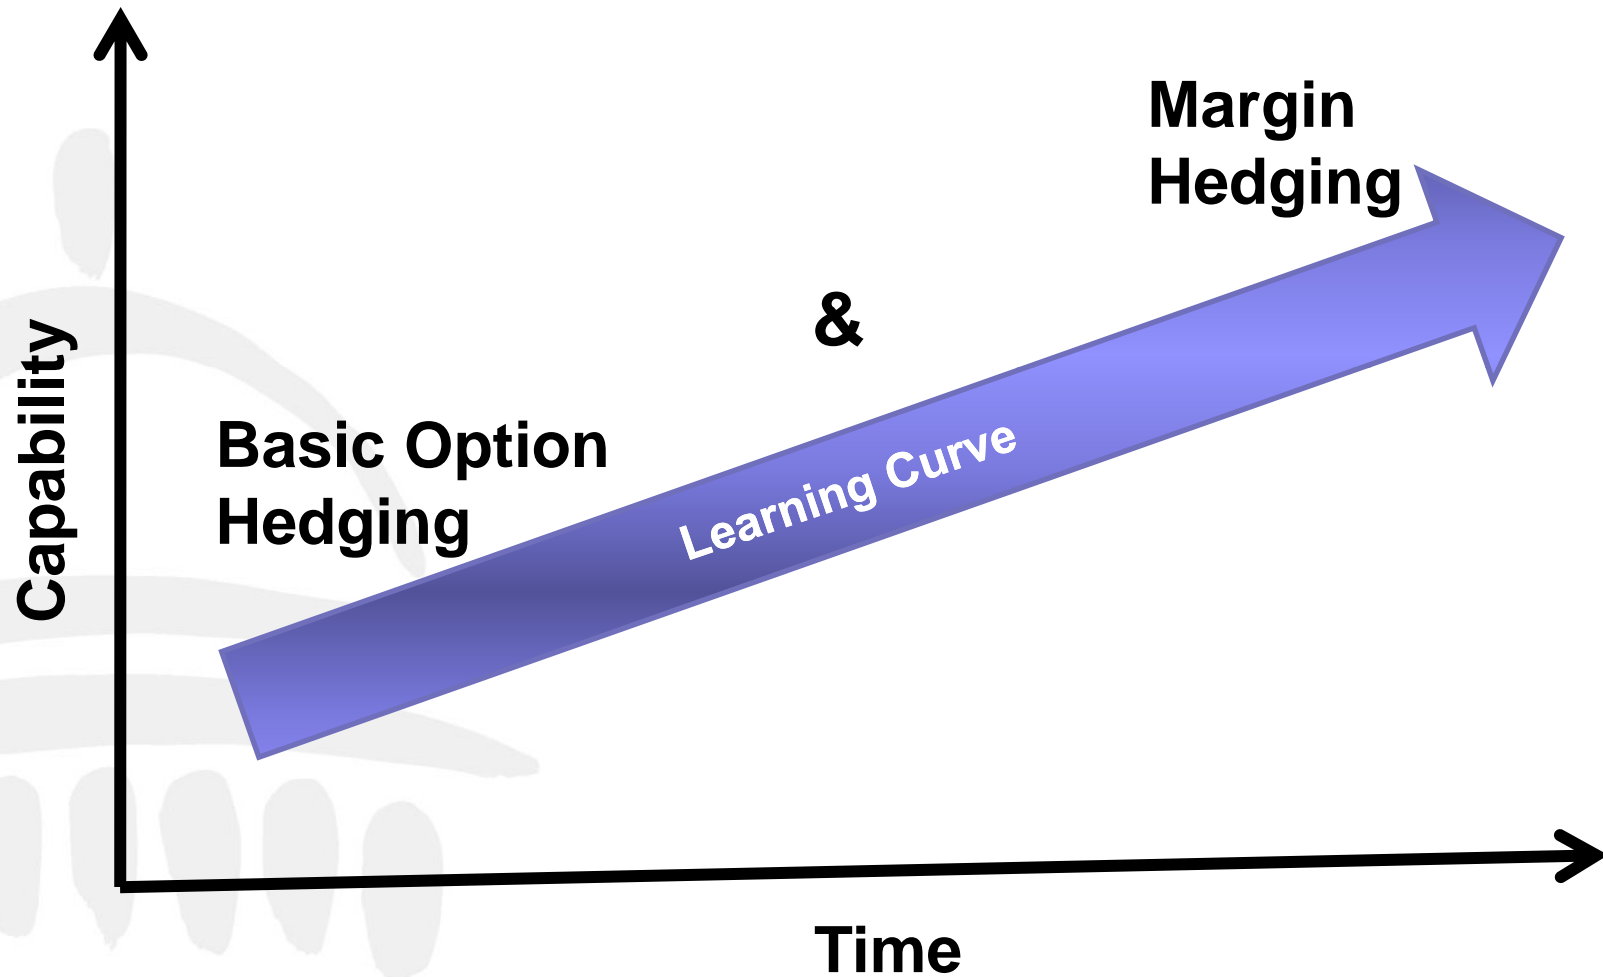 Margin
Hedging
&
Basic Option
Hedging
Learning Curve
Capability
Time